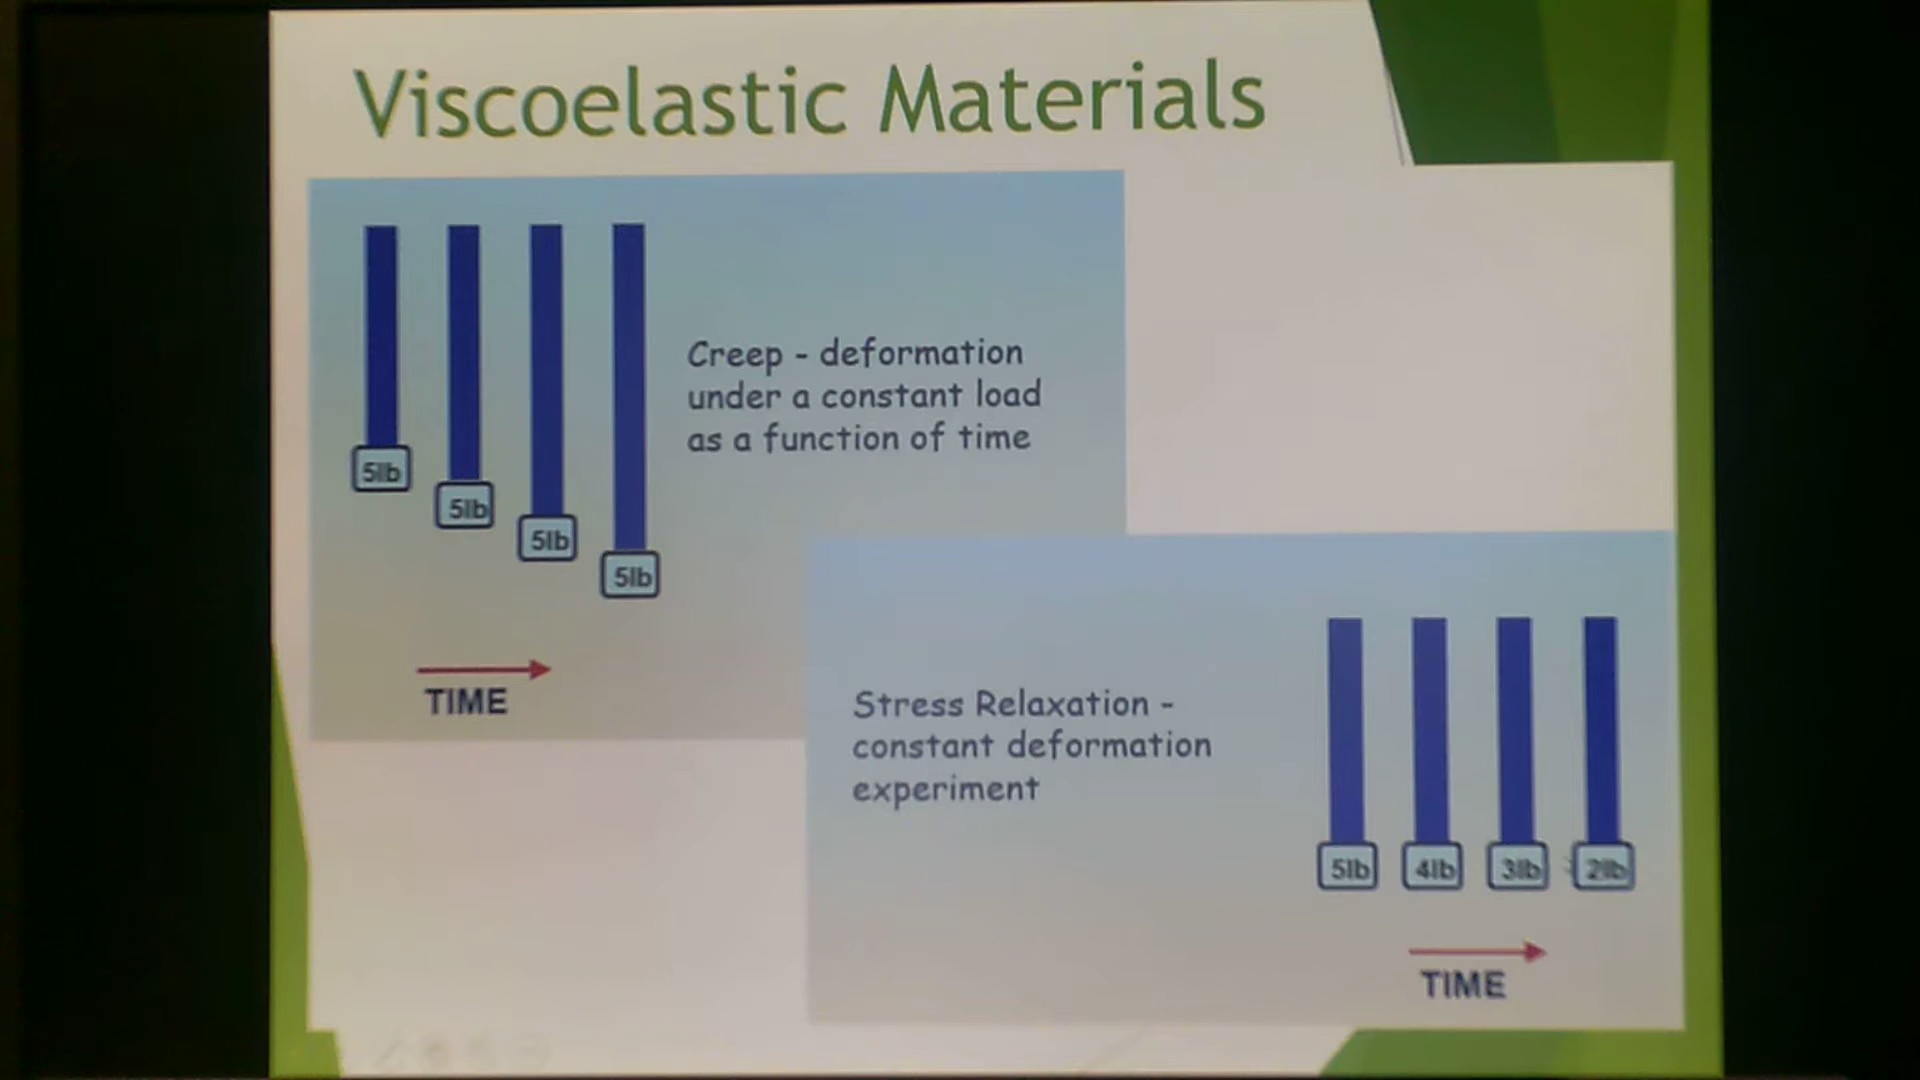 Viscoelastic Materials
Creep - deformation
under a constant load
as a function of time
5lb
5lb
5lb
5lb
TIME
Stress Relaxation -
constant deformation
experiment
5lb 4lb 3lb 2lb
TIME